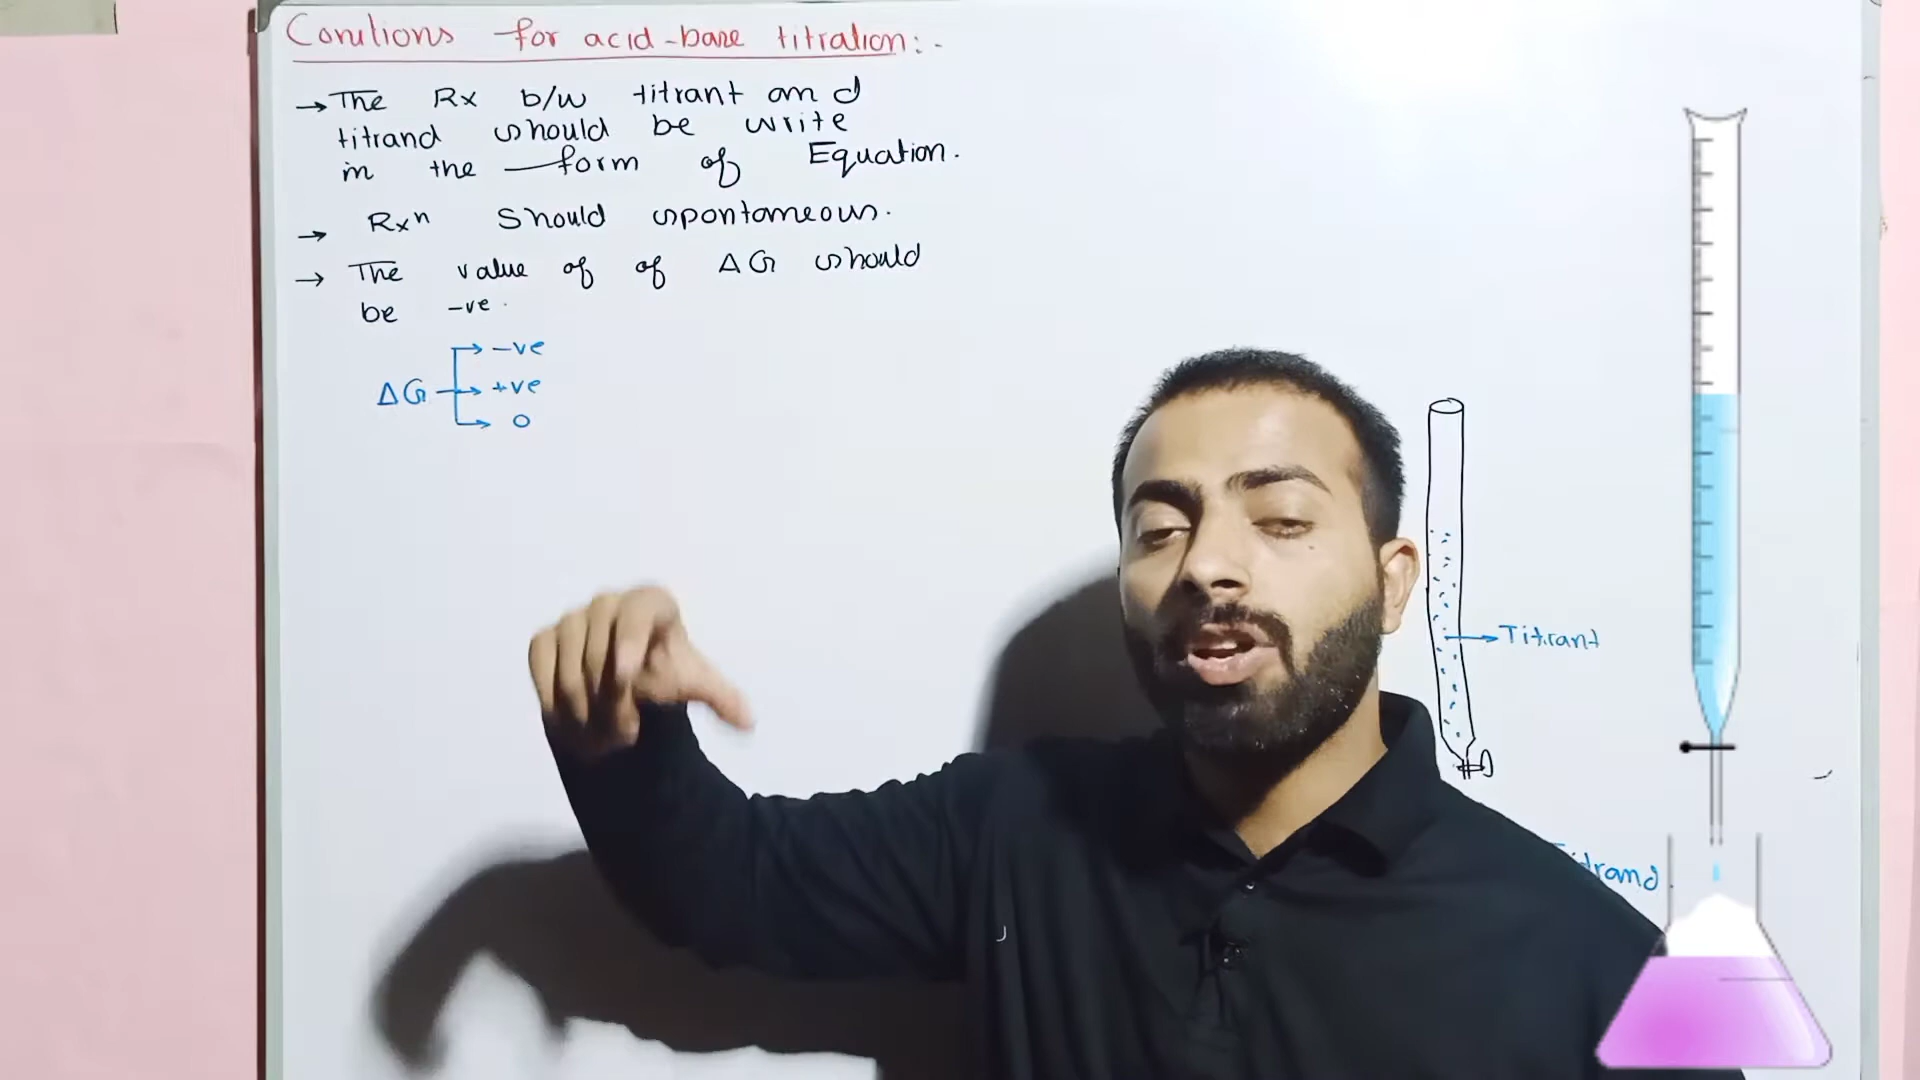 Conitions for acid-base titration:-
→ The Rx b/w titrant and
titrand should be write
in the form of Equation.
→ Rxⁿ Should spontaneous.
→ The value of of ΔG should
be -ve.
→ -ve
ΔG → +ve
→ 0
→ Titrant